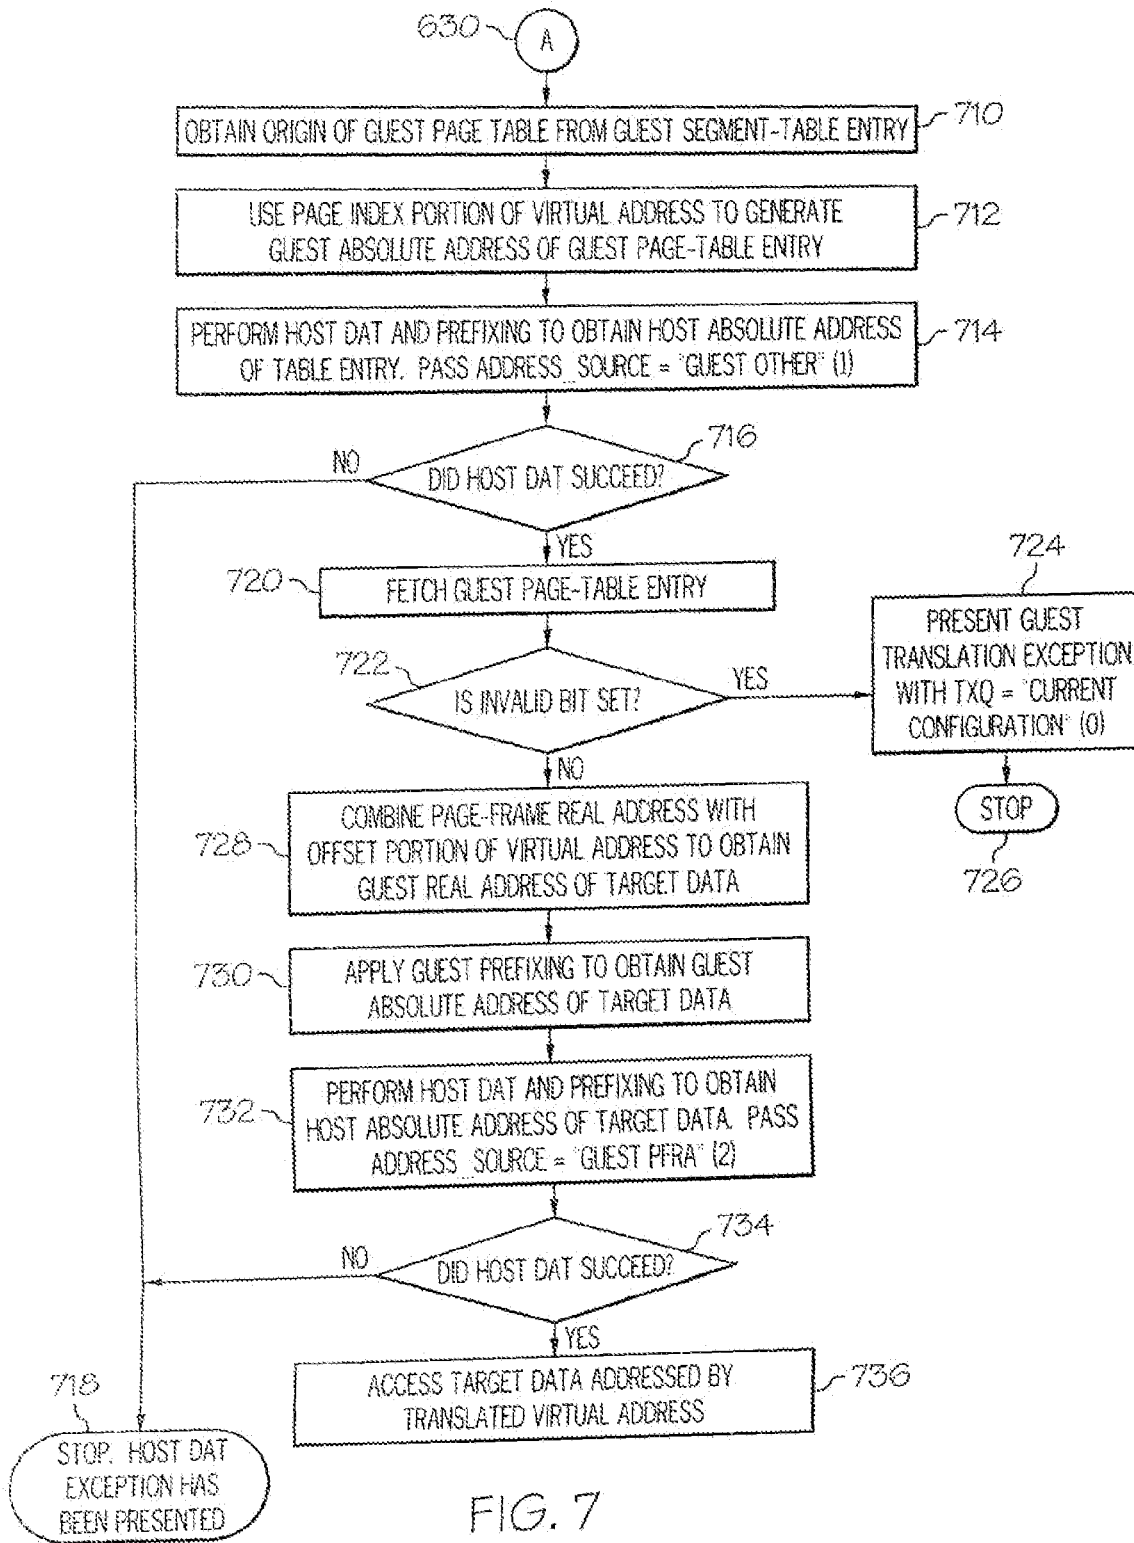 630
A
OBTAIN ORIGIN OF GUEST PAGE TABLE FROM GUEST SEGMENT-TABLE ENTRY
710
USE PAGE INDEX PORTION OF VIRTUAL ADDRESS TO GENERATE
GUEST ABSOLUTE ADDRESS OF GUEST PAGE-TABLE ENTRY
712
PERFORM HOST DAT AND PREFIXING TO OBTAIN HOST ABSOLUTE ADDRESS
OF TABLE ENTRY. PASS ADDRESS_SOURCE = "GUEST OTHER" (1)
714
716
NO
DID HOST DAT SUCCEED?
YES
720
FETCH GUEST PAGE-TABLE ENTRY
722
IS INVALID BIT SET?
YES
724
PRESENT GUEST
TRANSLATION EXCEPTION
WITH TXQ = "CURRENT
CONFIGURATION" (0)
STOP
726
NO
728
COMBINE PAGE-FRAME REAL ADDRESS WITH
OFFSET PORTION OF VIRTUAL ADDRESS TO OBTAIN
GUEST REAL ADDRESS OF TARGET DATA
730
APPLY GUEST PREFIXING TO OBTAIN GUEST
ABSOLUTE ADDRESS OF TARGET DATA
732
PERFORM HOST DAT AND PREFIXING TO OBTAIN
HOST ABSOLUTE ADDRESS OF TARGET DATA. PASS
ADDRESS_SOURCE = "GUEST PFRA" (2)
734
NO
DID HOST DAT SUCCEED?
YES
ACCESS TARGET DATA ADDRESSED BY
TRANSLATED VIRTUAL ADDRESS
736
718
STOP. HOST DAT
EXCEPTION HAS
BEEN PRESENTED
FIG. 7